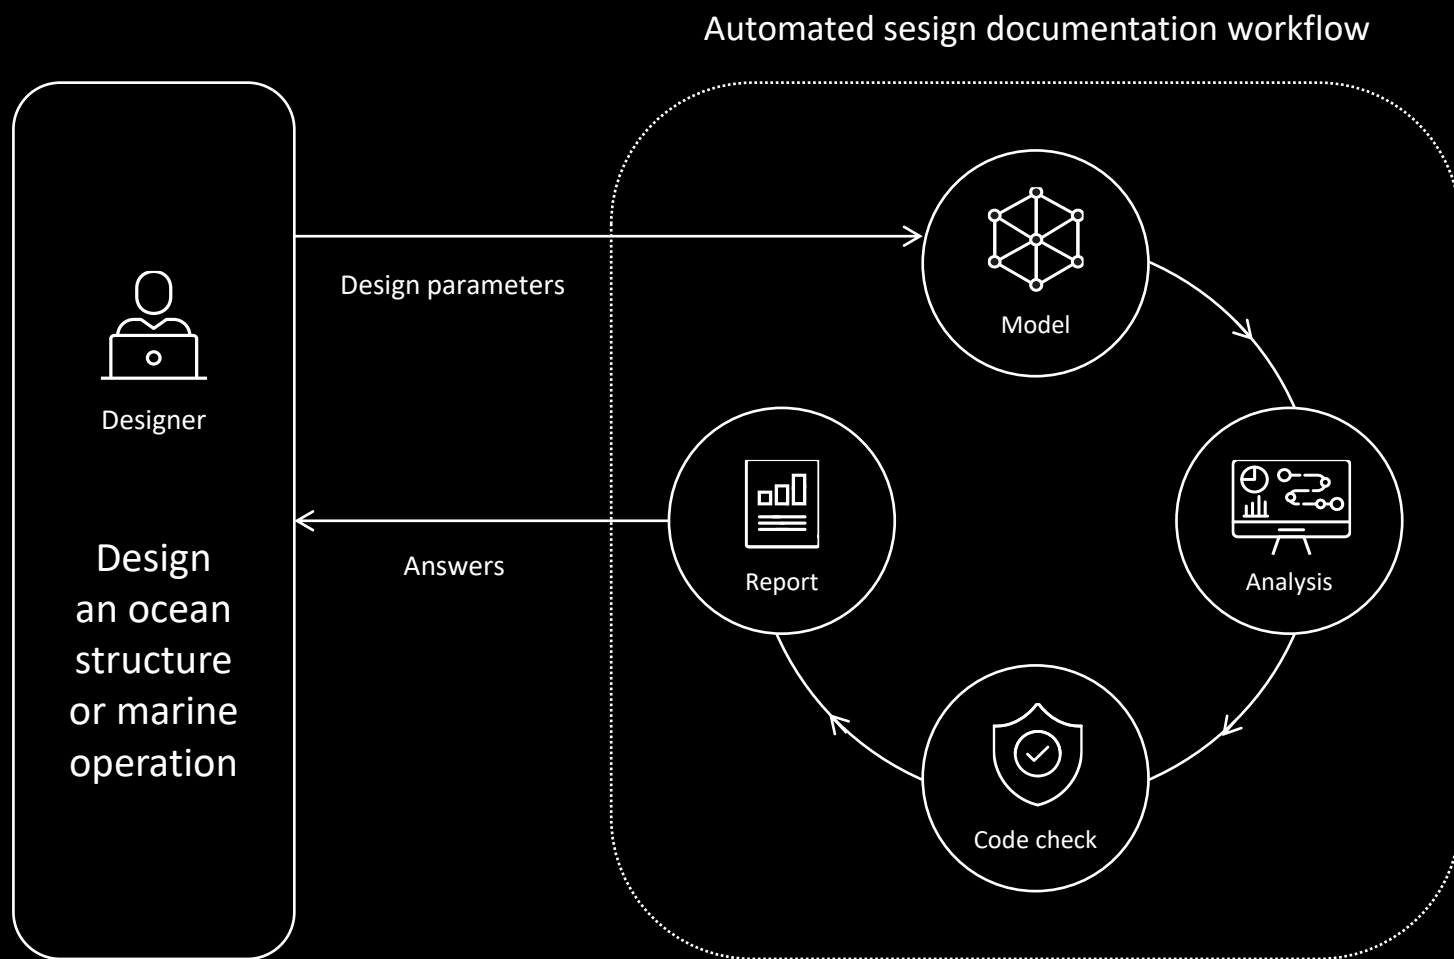 Automated sesign documentation workflow
Designer
Design
an ocean
structure
or marine
operation
Design parameters
Answers
Model
Analysis
Code check
Report